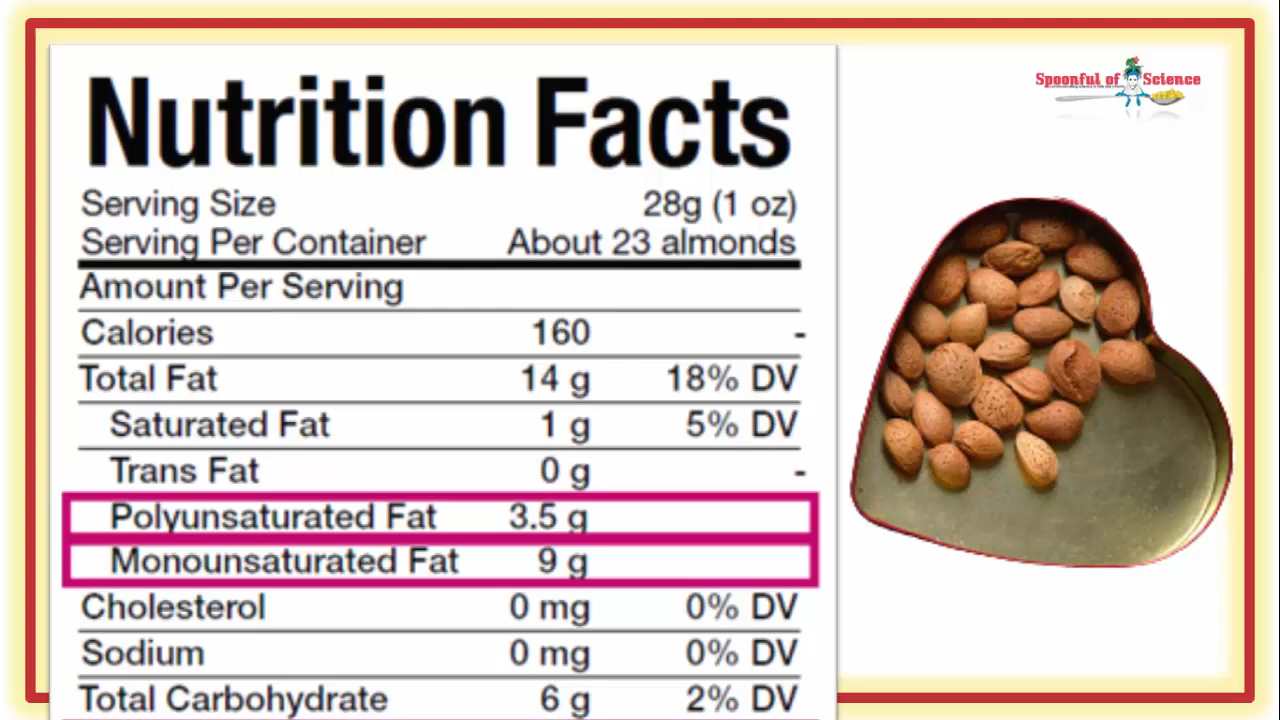 Nutrition Facts
Serving Size 28g (1 oz)
Serving Per Container About 23 almonds
Amount Per Serving
Calories 160 -
Total Fat 14 g 18% DV
Saturated Fat 1 g 5% DV
Trans Fat 0 g -
Polyunsaturated Fat 3.5 g
Monounsaturated Fat 9 g
Cholesterol 0 mg 0% DV
Sodium 0 mg 0% DV
Total Carbohydrate 6 g 2% DV
Spoonful of Science